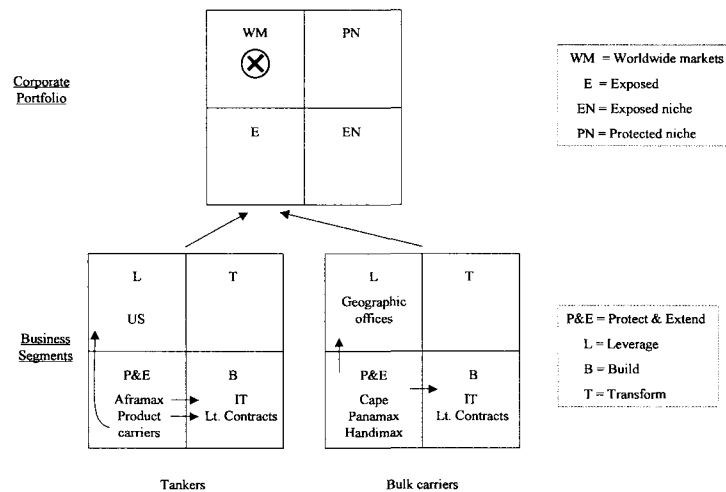 Corporate
Portfolio
WM
PN
E
EN
WM = Worldwide markets
E = Exposed
EN = Exposed niche
PN = Protected niche
Business
Segments
L
T
US
P&E
B
Aframax
IT
Product
Lt. Contracts
carriers
Tankers
L
T
Geographic
offices
P&E
B
Cape
IT
Panamax
Lt. Contracts
Handimax
Bulk carriers
P&E = Protect & Extend
L = Leverage
B = Build
T = Transform